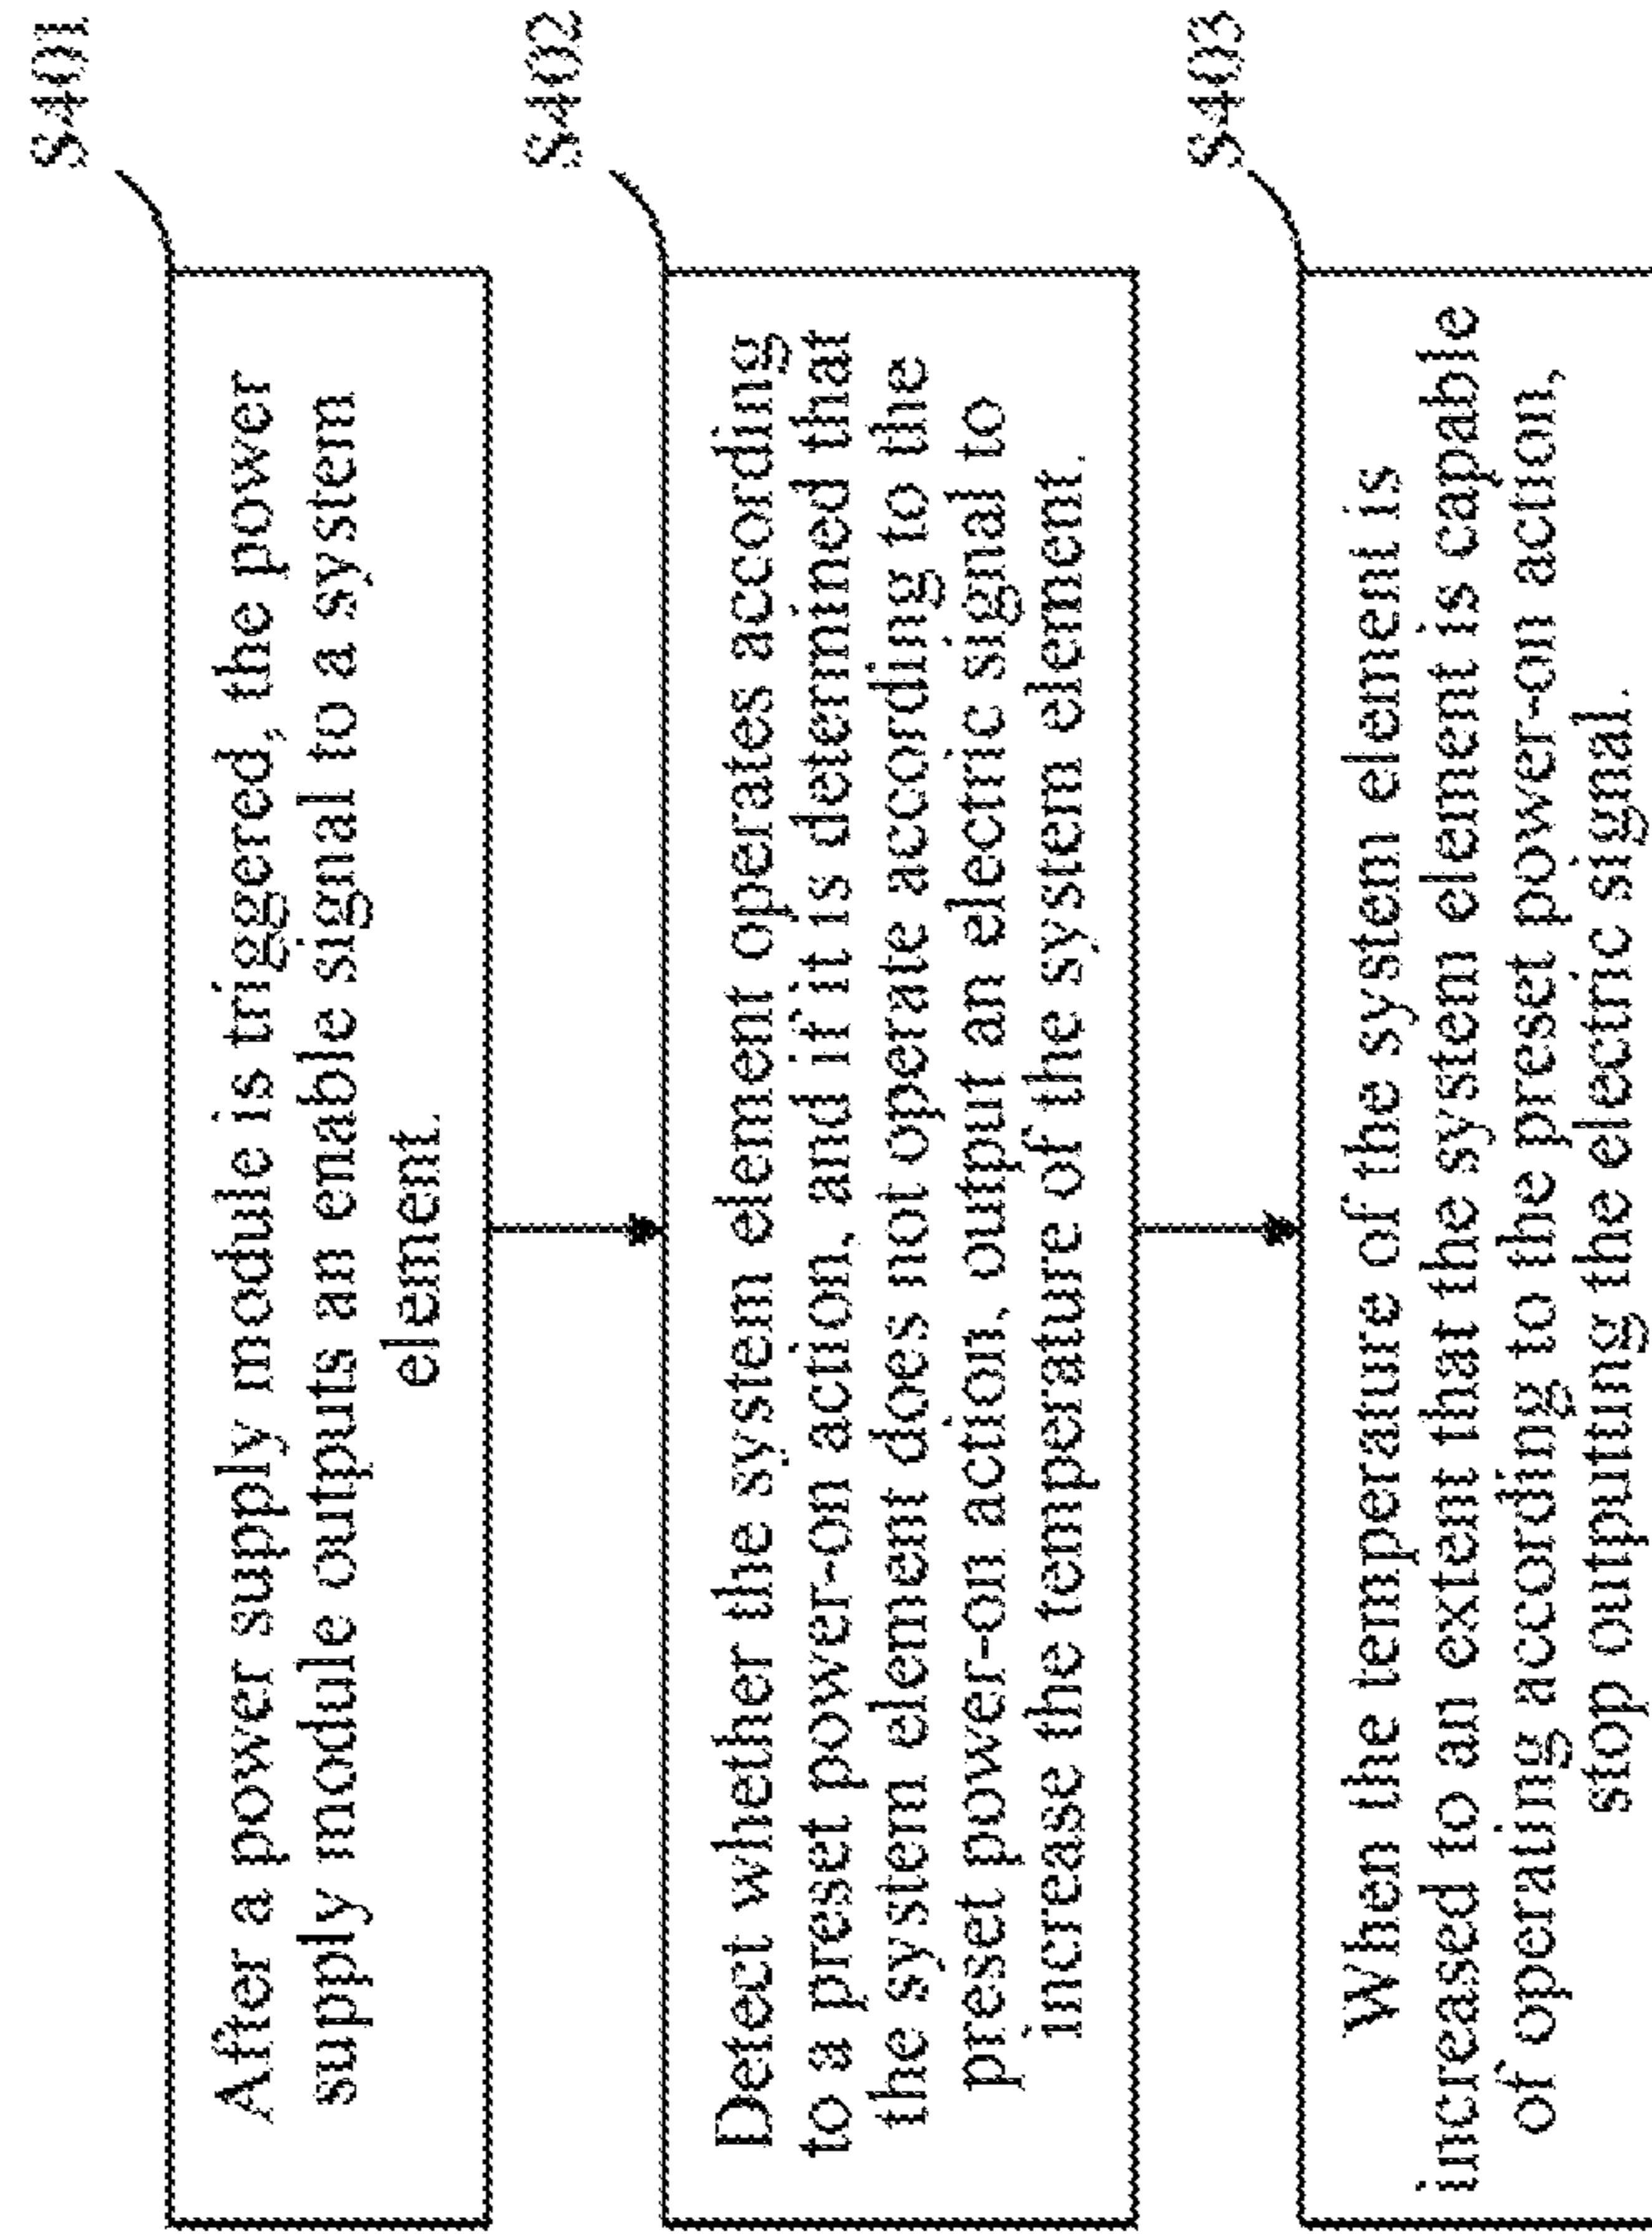 S401
After a power supply module is triggered, the power
supply module outputs an enable signal to a system
element.
S402
Detect whether the system element operates according
to a preset power-on action, and if it is determined that
the system element does not operate according to the
preset power-on action, output an electric signal to
increase the temperature of the system element.
S403
When the temperature of the system element is
increased to an extent that the system element is capable
of operating according to the preset power-on action,
stop outputting the electric signal.